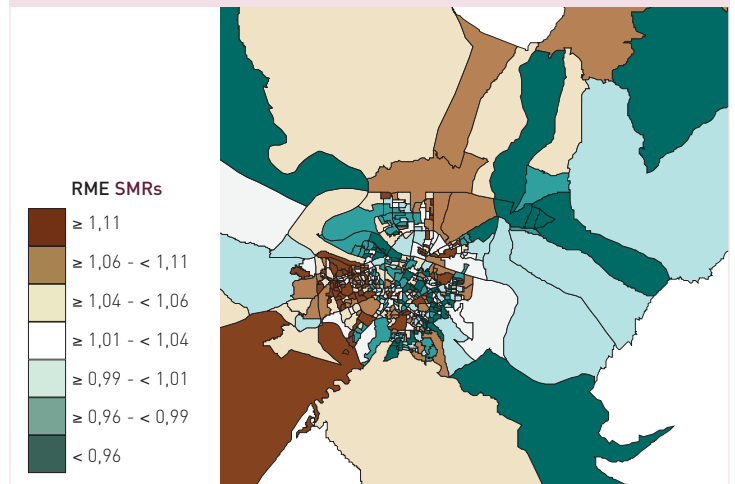 RME SMRs
≥ 1,11
≥ 1,06 - < 1,11
≥ 1,04 - < 1,06
≥ 1,01 - < 1,04
≥ 0,99 - < 1,01
≥ 0,96 - < 0,99
< 0,96